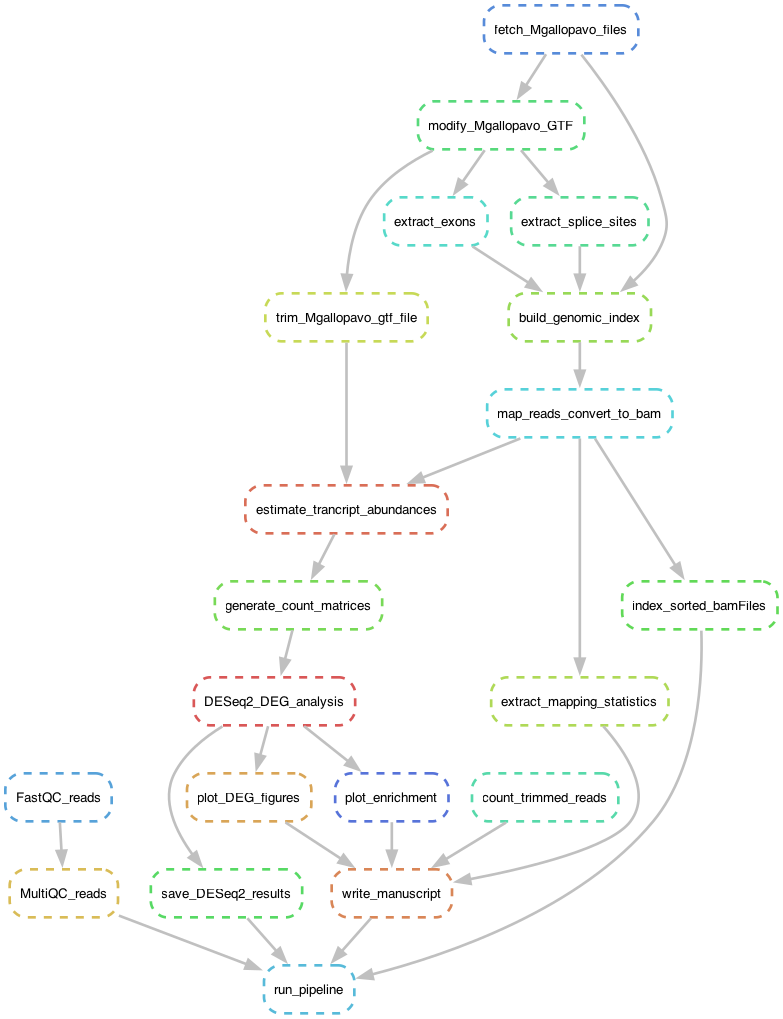 fetch_Mgallopavo_files
modify_Mgallopavo_GTF
extract_exons
extract_splice_sites
trim_Mgallopavo_gtf_file
build_genomic_index
map_reads_convert_to_bam
estimate_trancript_abundances
generate_count_matrices
index_sorted_bamFiles
DESeq2_DEG_analysis
extract_mapping_statistics
FastQC_reads
plot_DEG_figures
plot_enrichment
count_trimmed_reads
MultiQC_reads
save_DESeq2_results
write_manuscript
run_pipeline